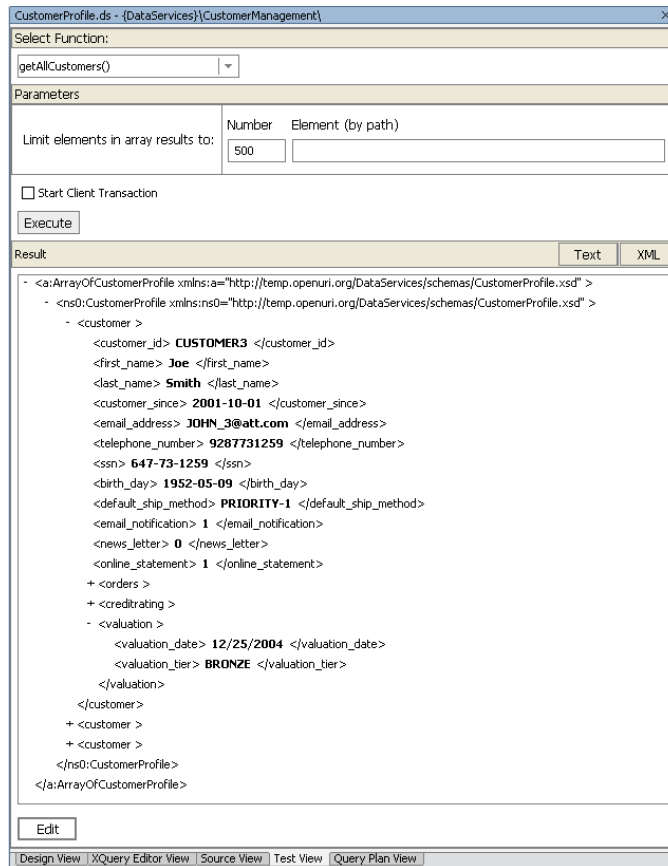 CustomerProfile.ds - {DataServices}\CustomerManagement\
Select Function:
getAllCustomers()
Parameters
Number Element (by path)
Limit elements in array results to:
500
Start Client Transaction
Execute
Result Text XML
- <a:ArrayOfCustomerProfile xmlns:a="http://temp.openuri.org/DataServices/schemas/CustomerProfile.xsd" >
- <ns0:CustomerProfile xmlns:ns0="http://temp.openuri.org/DataServices/schemas/CustomerProfile.xsd" >
- <customer >
<customer_id> CUSTOMER3 </customer_id>
<first_name> Joe </first_name>
<last_name> Smith </last_name>
<customer_since> 2001-10-01 </customer_since>
<email_address> JOHN_3@att.com </email_address>
<telephone_number> 9287731259 </telephone_number>
<ssn> 647-73-1259 </ssn>
<birth_day> 1952-05-09 </birth_day>
<default_ship_method> PRIORITY-1 </default_ship_method>
<email_notification> 1 </email_notification>
<news_letter> 0 </news_letter>
<online_statement> 1 </online_statement>
+ <orders >
+ <creditrating >
- <valuation >
<valuation_date> 12/25/2004 </valuation_date>
<valuation_tier> BRONZE </valuation_tier>
</valuation>
</customer>
+ <customer >
+ <customer >
</ns0:CustomerProfile>
</a:ArrayOfCustomerProfile>
Edit
Design View XQuery Editor View Source View Test View Query Plan View